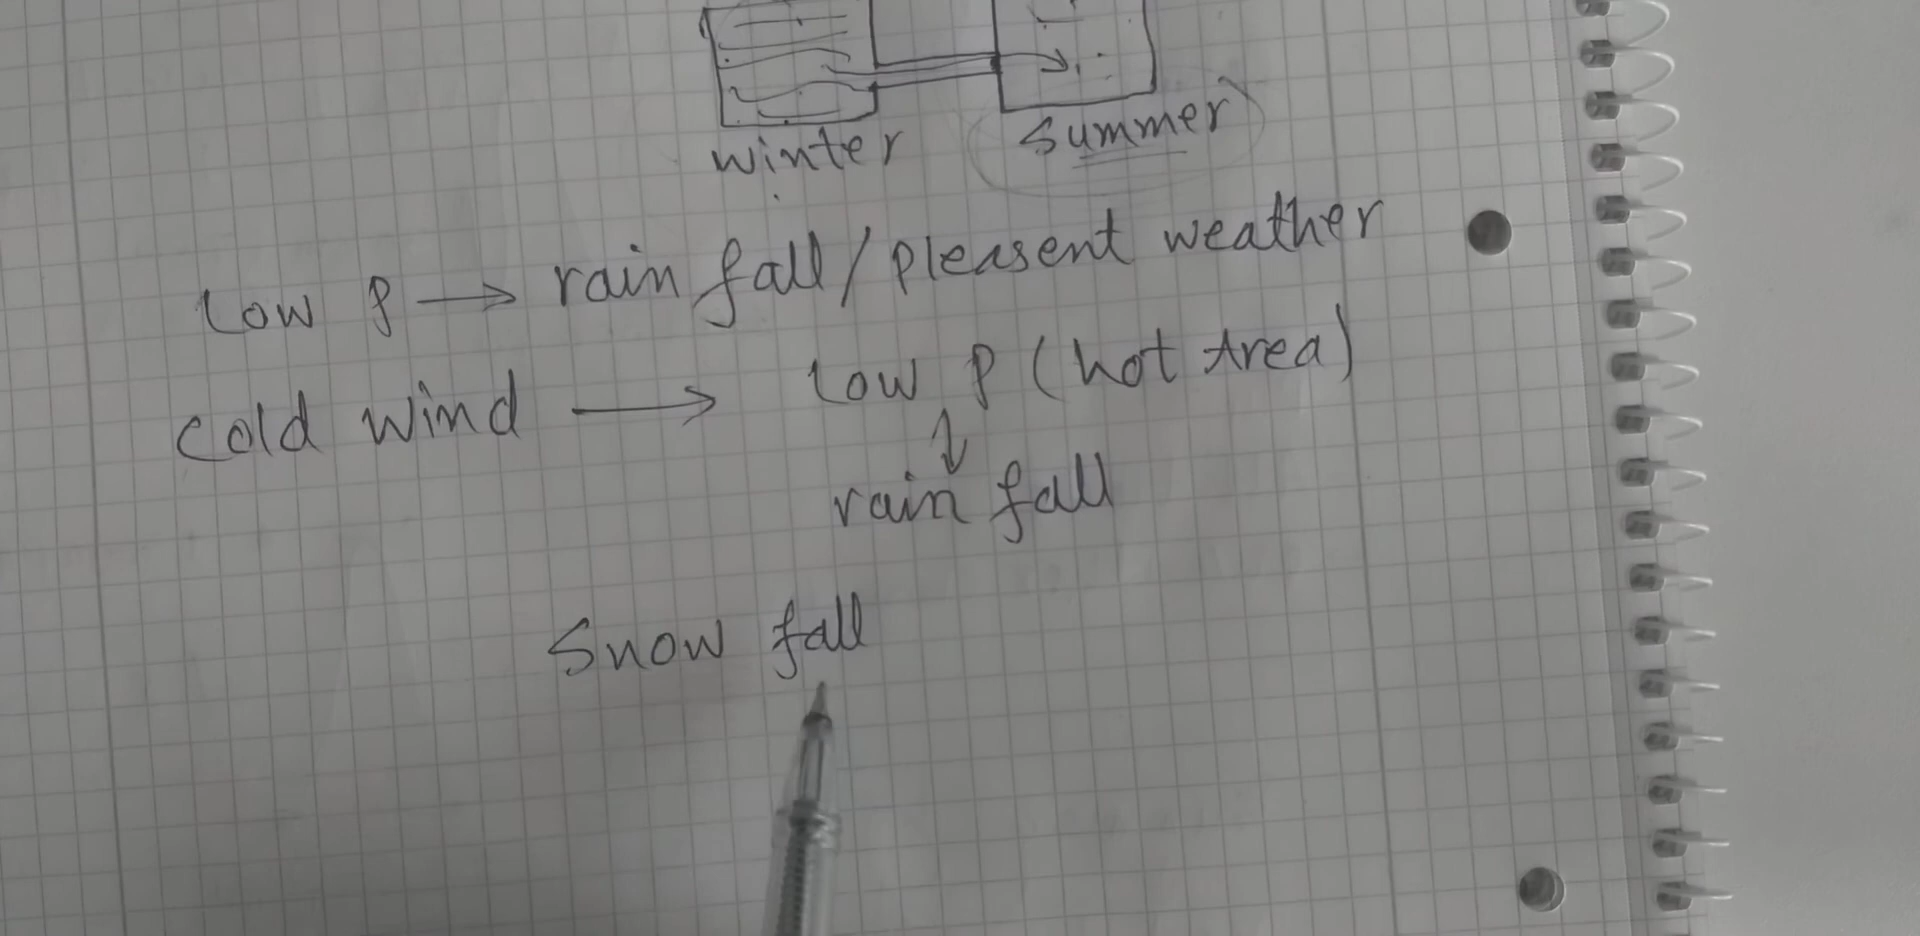 winter summer
Low P → rain fall / pleasent weather
cold wind → Low P (hot Area)
rain fall
Snow fall